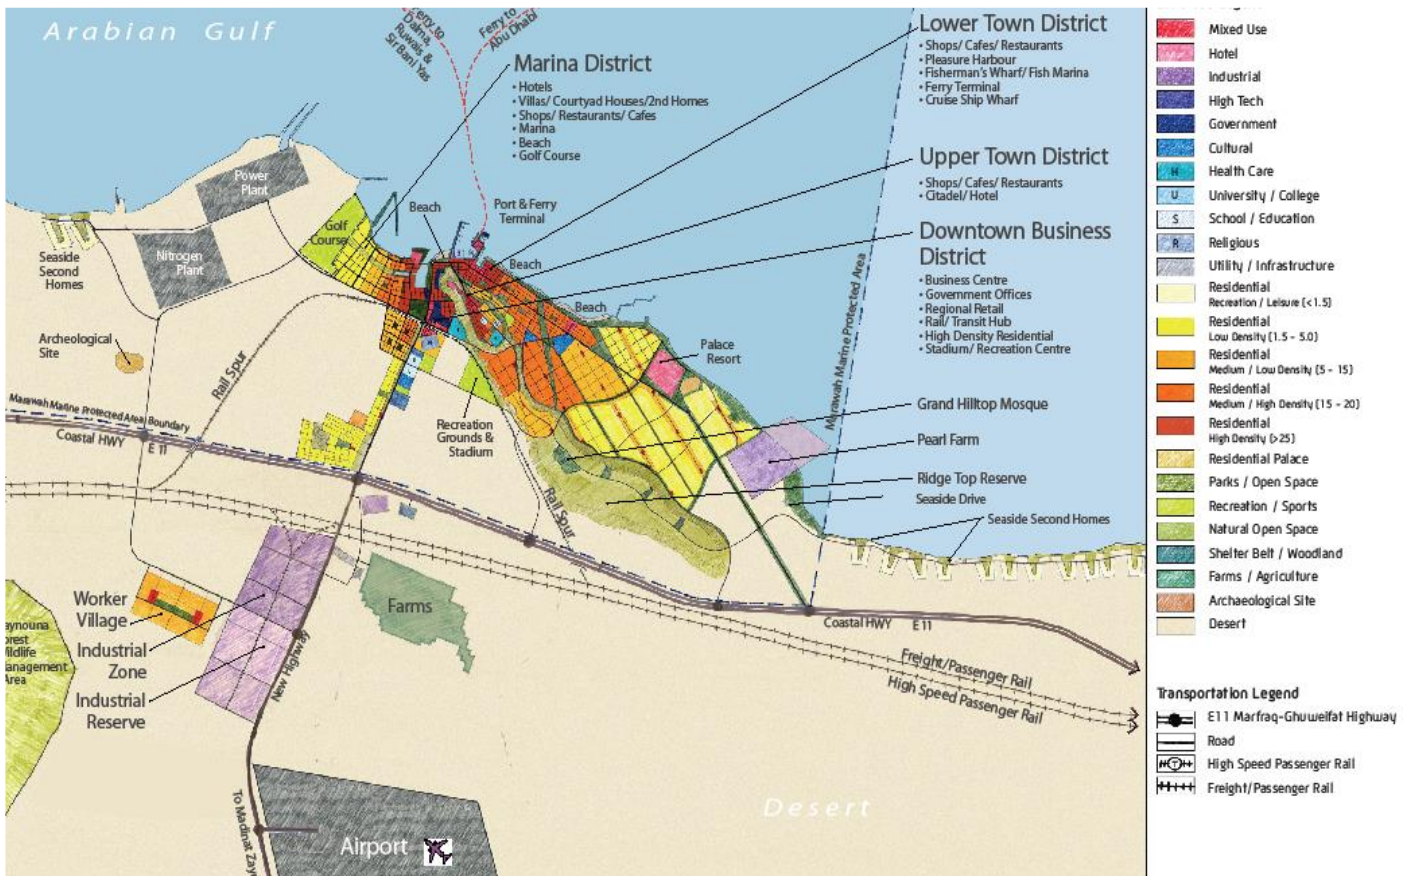 Arabian Gulf
Ferry to
Dalma,
Ruwais &
Sir Bani Yas
Ferry to
Abu Dhabi
Marina District
• Hotels
• Villas/ Courtyad Houses/2nd Homes
• Shops/ Restaurants/ Cafes
• Marina
• Beach
• Golf Course
Lower Town District
• Shops/ Cafes/ Restaurants
• Pleasure Harbour
• Fisherman's Wharf/ Fish Marina
• Ferry Terminal
• Cruise Ship Wharf
Upper Town District
• Shops/ Cafes/ Restaurants
• Citadel/ Hotel
Downtown Business
District
• Business Centre
• Government Offices
• Regional Retail
• Rail/ Transit Hub
• High Density Residential
• Stadium/ Recreation Centre
Power
Plant
Nitrogen
Plant
Golf
Course
Beach
Port & Ferry
Terminal
Beach
Beach
Seaside
Second
Homes
Archeological
Site
Rail Spur
Palace
Resort
Marawah Marine Protected Area
Grand Hilltop Mosque
Pearl Farm
Ridge Top Reserve
Seaside Drive
Seaside Second Homes
Marawah Marine Protected Area Boundary
Coastal HWY
E 11
Recreation
Grounds &
Stadium
Rail Spur
Worker
Village
Industrial
Zone
Industrial
Reserve
New Highway
Farms
Coastal HWY E 11
Freight/Passenger Rail
High Speed Passenger Rail
Wildlife
Management
Area
To Madinat
Airport
Desert
Mixed Use
Hotel
Industrial
High Tech
Government
Cultural
H Health Care
U University / College
S School / Education
R Religious
Utility / Infrastructure
Residential
Recreation / Leisure (<1.5)
Residential
Low Density (1.5 - 5.0)
Residential
Medium / Low Density (5 - 15)
Residential
Medium / High Density (15 - 20)
Residential
High Density (>25)
Residential Palace
Parks / Open Space
Recreation / Sports
Natural Open Space
Shelter Belt / Woodland
Farms / Agriculture
Archaeological Site
Desert
Transportation Legend
E11 Marfraq-Ghuweifat Highway
Road
High Speed Passenger Rail
Freight/Passenger Rail